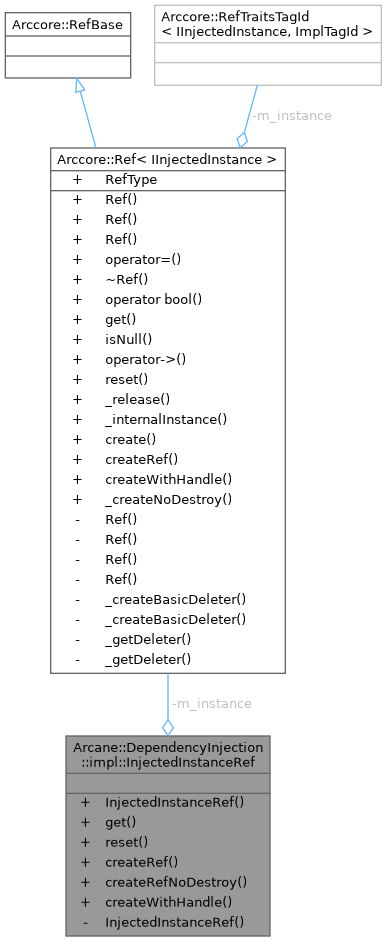 Arccore::RefBase
Arccore::RefTraitsTagId
< IInjectedInstance, ImplTagId >
-m_instance
Arccore::Ref< IInjectedInstance >
+ RefType
+ Ref()
+ Ref()
+ Ref()
+ operator=()
+ ~Ref()
+ operator bool()
+ get()
+ isNull()
+ operator->()
+ reset()
+ _release()
+ _internalInstance()
+ create()
+ createRef()
+ createWithHandle()
+ _createNoDestroy()
- Ref()
- Ref()
- Ref()
- Ref()
- _createBasicDeleter()
- _createBasicDeleter()
- _getDeleter()
- _getDeleter()
-m_instance
Arcane::DependencyInjection
::impl::InjectedInstanceRef
+ InjectedInstanceRef()
+ get()
+ reset()
+ createRef()
+ createRefNoDestroy()
+ createWithHandle()
- InjectedInstanceRef()